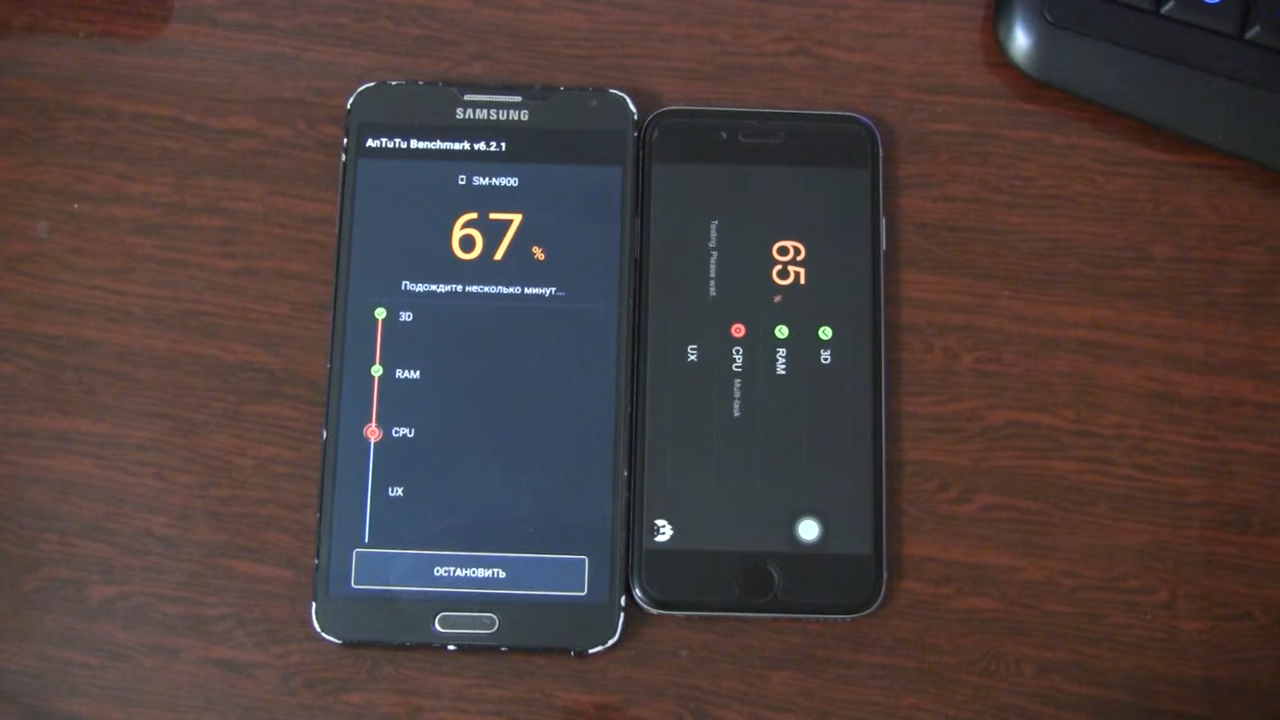 SAMSUNG
AnTuTu Benchmark v6.2.1
SM-N900
67 %
Подождите несколько минут...
3D
RAM
CPU
UX
ОСТАНОВИТЬ
65 %
Testing. Please wait...
3D
RAM
CPU Multi-task
UX